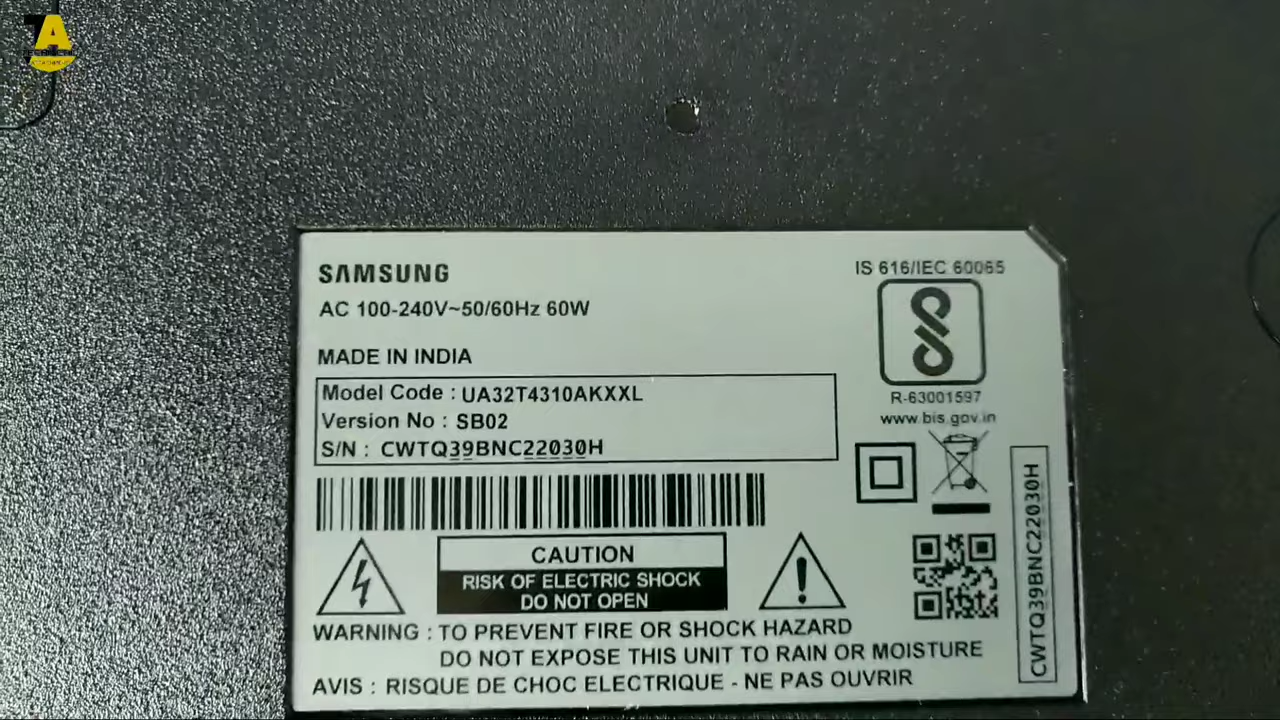 SAMSUNG
AC 100-240V~50/60Hz 60W
MADE IN INDIA
Model Code : UA32T4310AKXXL
Version No : SB02
S/N : CWTQ39BNC22030H
IS 616/IEC 60065
R-63001597
www.bis.gov.in
CWTQ39BNC22030H
CAUTION
RISK OF ELECTRIC SHOCK
DO NOT OPEN
WARNING : TO PREVENT FIRE OR SHOCK HAZARD
DO NOT EXPOSE THIS UNIT TO RAIN OR MOISTURE
AVIS : RISQUE DE CHOC ELECTRIQUE - NE PAS OUVRIR